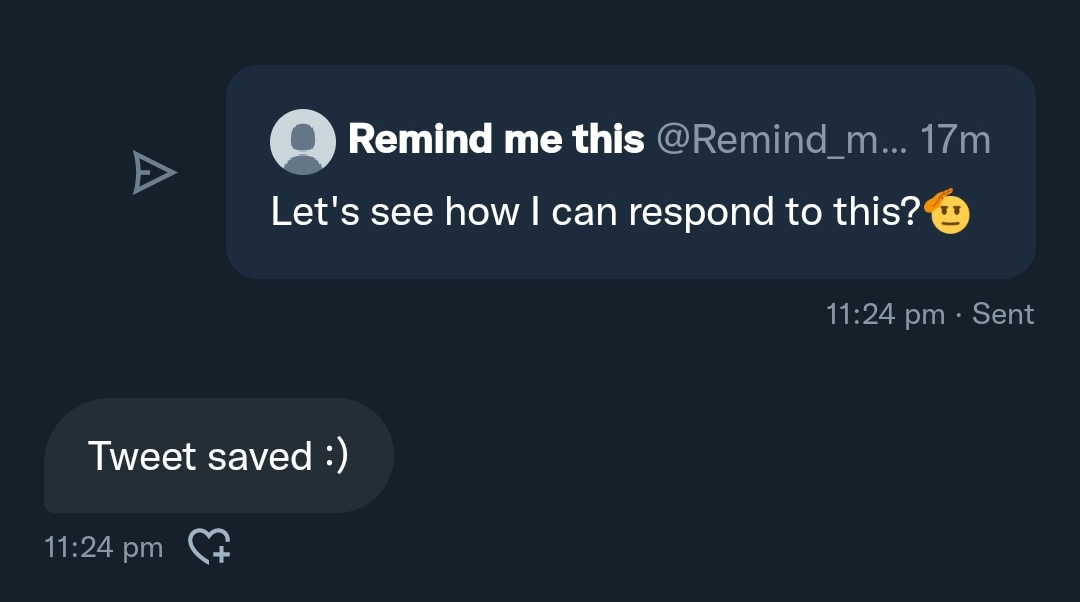 Remind me this @Remind_m... 17m
Let's see how I can respond to this?🤨
11:24 pm · Sent
Tweet saved :)
11:24 pm